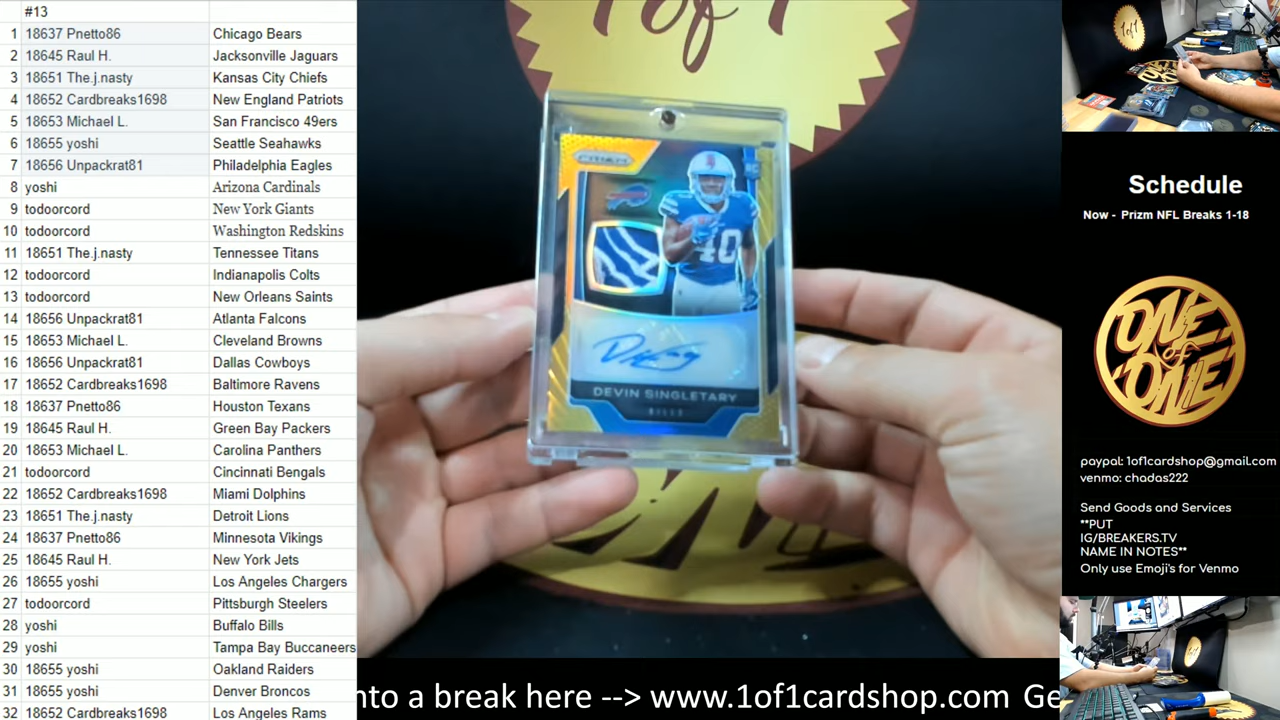 #13
1 18637 Pnetto86 Chicago Bears
2 18645 Raul H. Jacksonville Jaguars
3 18651 The.j.nasty Kansas City Chiefs
4 18652 Cardbreaks1698 New England Patriots
5 18653 Michael L. San Francisco 49ers
6 18655 yoshi Seattle Seahawks
7 18656 Unpackrat81 Philadelphia Eagles
8 yoshi Arizona Cardinals
9 todoorcord New York Giants
10 todoorcord Washington Redskins
11 18651 The.j.nasty Tennessee Titans
12 todoorcord Indianapolis Colts
13 todoorcord New Orleans Saints
14 18656 Unpackrat81 Atlanta Falcons
15 18653 Michael L. Cleveland Browns
16 18656 Unpackrat81 Dallas Cowboys
17 18652 Cardbreaks1698 Baltimore Ravens
18 18637 Pnetto86 Houston Texans
19 18645 Raul H. Green Bay Packers
20 18653 Michael L. Carolina Panthers
21 todoorcord Cincinnati Bengals
22 18652 Cardbreaks1698 Miami Dolphins
23 18651 The.j.nasty Detroit Lions
24 18637 Pnetto86 Minnesota Vikings
25 18645 Raul H. New York Jets
26 18655 yoshi Los Angeles Chargers
27 todoorcord Pittsburgh Steelers
28 yoshi Buffalo Bills
29 yoshi Tampa Bay Buccaneers
30 18655 yoshi Oakland Raiders
31 18655 yoshi Denver Broncos
32 18652 Cardbreaks1698 Los Angeles Rams
1of1
PRIZM
RC
40
DEVIN SINGLETARY
nto a break here --> www.1of1cardshop.com Ge
1of1
Schedule
Now - Prizm NFL Breaks 1-18
ONE
of
ONE
paypal: 1of1cardshop@gmail.com
venmo: chadas222
Send Goods and Services
**PUT
IG/BREAKERS.TV
NAME IN NOTES**
Only use Emoji's for Venmo